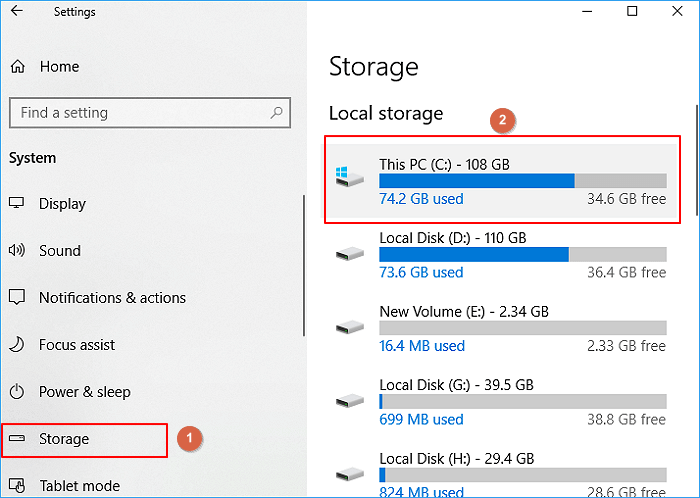 Settings
Home
Find a setting
System
Display
Sound
Notifications & actions
Focus assist
Power & sleep
Storage
1
Tablet mode
Storage
Local storage
2
This PC (C:) - 108 GB
74.2 GB used 34.6 GB free
Local Disk (D:) - 110 GB
73.6 GB used 36.4 GB free
New Volume (E:) - 2.34 GB
16.4 MB used 2.33 GB free
Local Disk (G:) - 39.5 GB
699 MB used 38.8 GB free
Local Disk (H:) - 29.4 GB
824 MB used 28.6 GB free